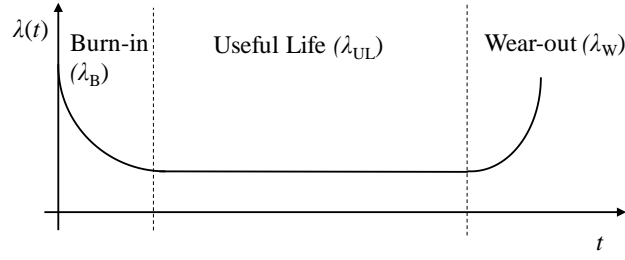 λ(t)
Burn-in
(λB)
Useful Life (λUL)
Wear-out (λW)
t